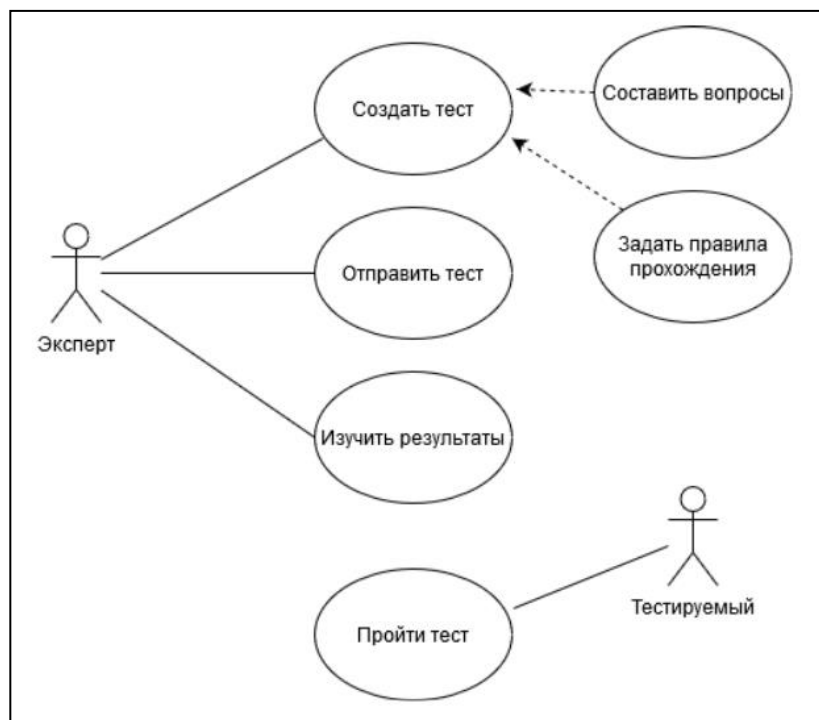 Создать тест
Составить вопросы
Задать правила
прохождения
Отправить тест
Эксперт
Изучить результаты
Тестируемый
Пройти тест